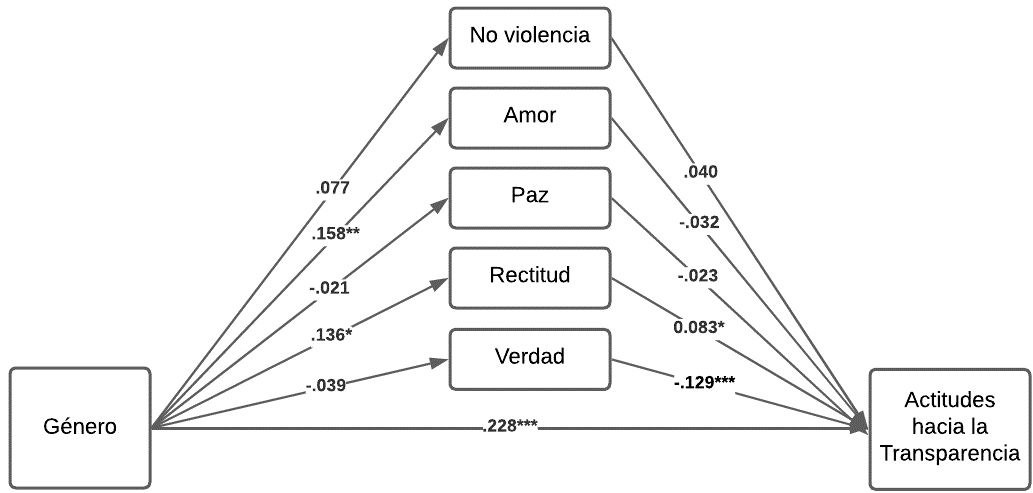 No violencia
Amor
Paz
Rectitud
Verdad
.077
.158**
-.021
.136*
-.039
.040
-.032
-.023
0.083*
-.129***
Género
.228***
Actitudes
hacia la
Transparencia